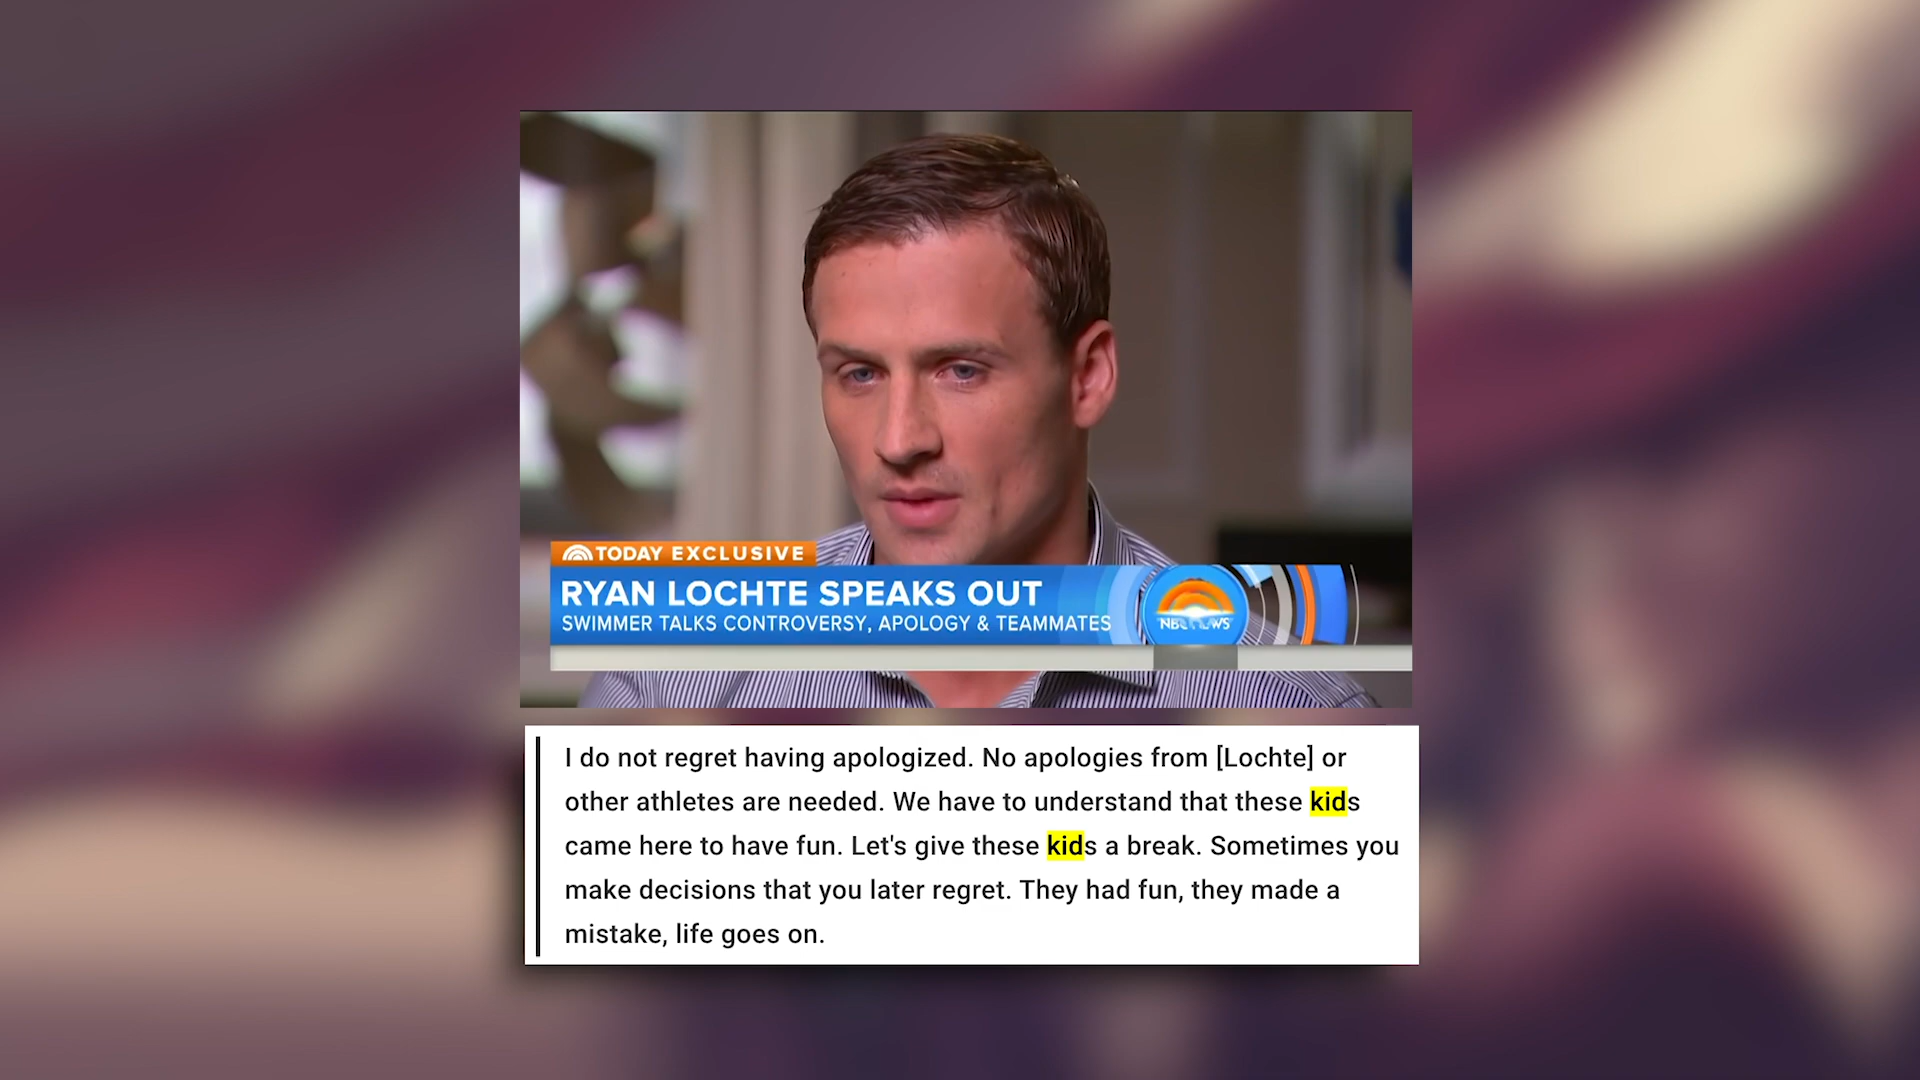 TODAY EXCLUSIVE
RYAN LOCHTE SPEAKS OUT
SWIMMER TALKS CONTROVERSY, APOLOGY & TEAMMATES
NBC NEWS
I do not regret having apologized. No apologies from [Lochte] or
other athletes are needed. We have to understand that these kids
came here to have fun. Let's give these kids a break. Sometimes you
make decisions that you later regret. They had fun, they made a
mistake, life goes on.